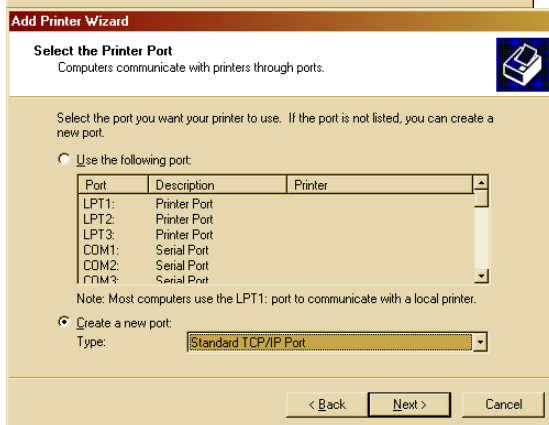 Add Printer Wizard
Select the Printer Port
Computers communicate with printers through ports.
Select the port you want your printer to use. If the port is not listed, you can create a
new port.
Use the following port:
Port Description Printer
LPT1: Printer Port
LPT2: Printer Port
LPT3: Printer Port
COM1: Serial Port
COM2: Serial Port
COM3: Serial Port
Note: Most computers use the LPT1: port to communicate with a local printer.
Create a new port:
Type: Standard TCP/IP Port
< Back Next > Cancel